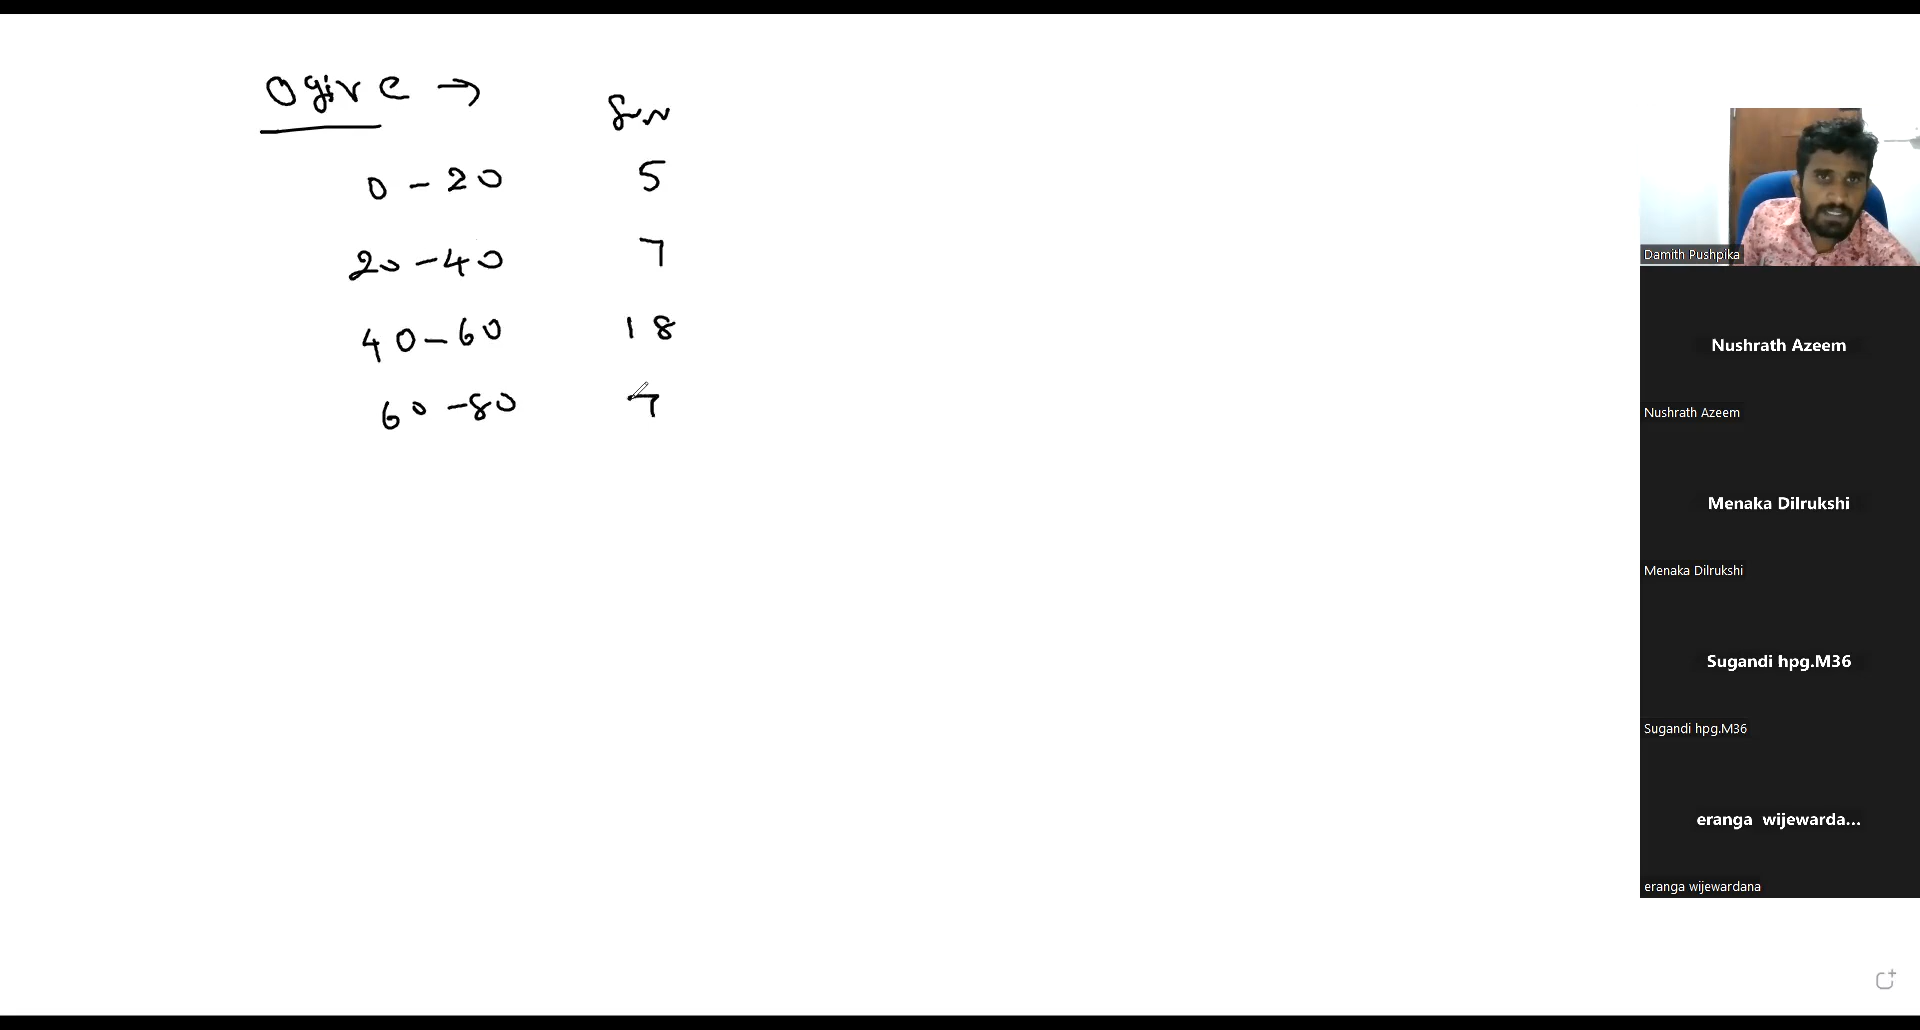 Ogive →
0 - 20 5
20 - 40 7
40 - 60 18
60 - 80 7
Damith Pushpika
Nushrath Azeem
Nushrath Azeem
Menaka Dilrukshi
Menaka Dilrukshi
Sugandi hpg.M36
Sugandi hpg.M36
eranga wijewarda...
eranga wijewardana